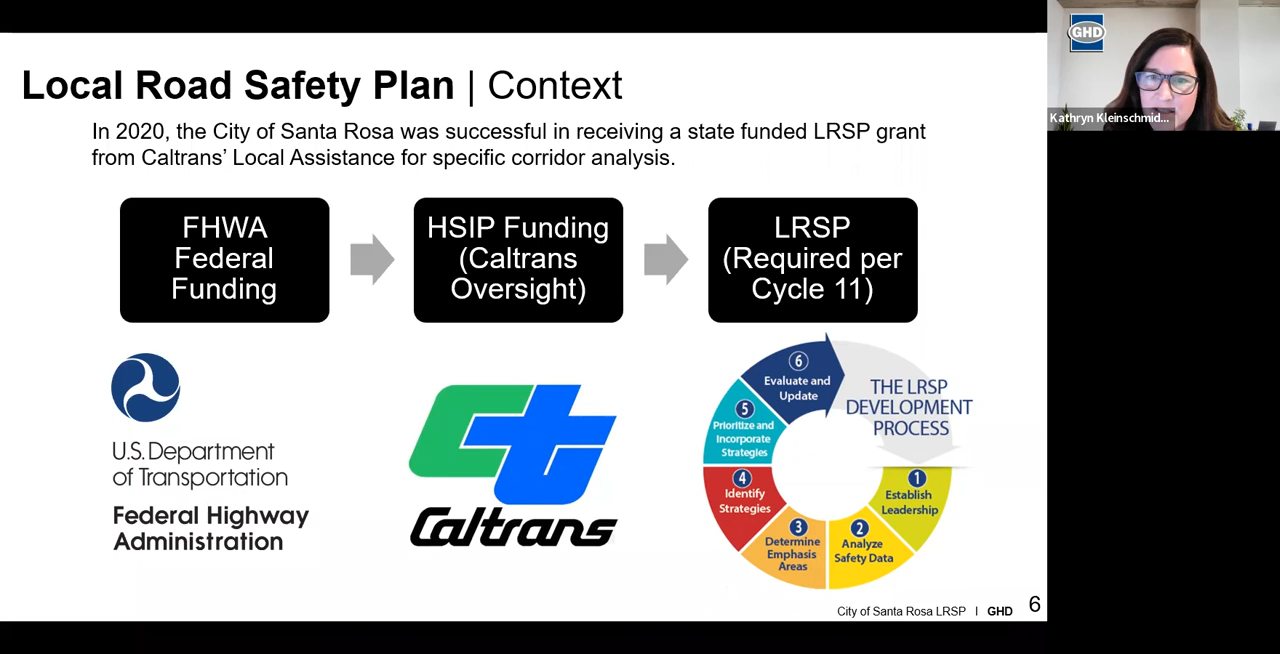 Local Road Safety Plan | Context
In 2020, the City of Santa Rosa was successful in receiving a state funded LRSP grant
from Caltrans’ Local Assistance for specific corridor analysis.
FHWA
Federal
Funding
HSIP Funding
(Caltrans
Oversight)
LRSP
(Required per
Cycle 11)
U.S. Department
of Transportation
Federal Highway
Administration
Caltrans
THE LRSP
DEVELOPMENT
PROCESS
1
Establish
Leadership
2
Analyze
Safety Data
3
Determine
Emphasis
Areas
4
Identify
Strategies
5
Prioritize and
Incorporate
Strategies
6
Evaluate and
Update
City of Santa Rosa LRSP | GHD 6
GHD
Kathryn Kleinschmid...